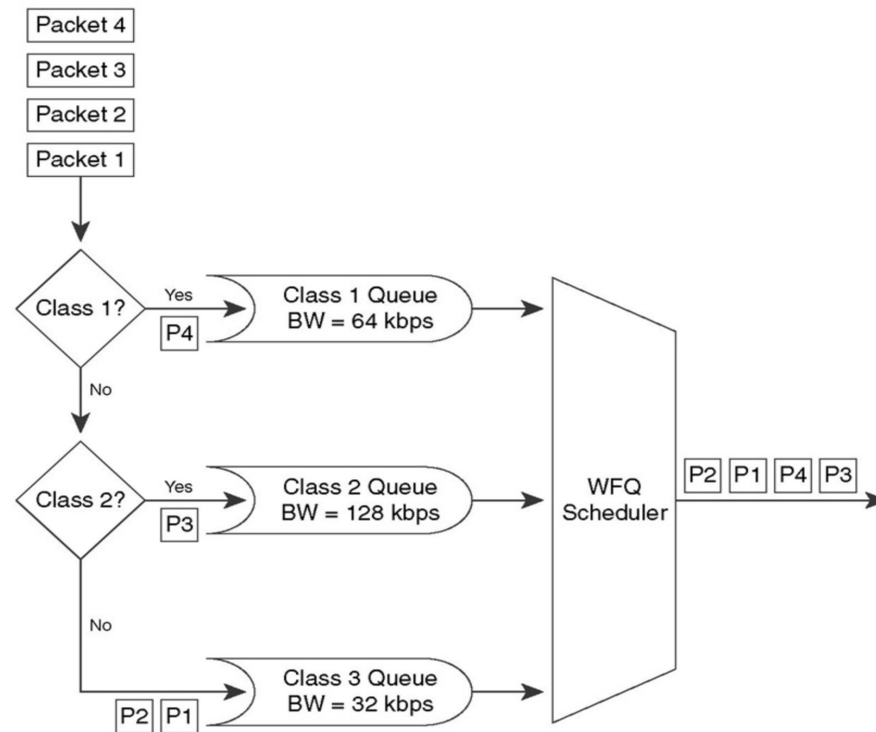 Packet 4
Packet 3
Packet 2
Packet 1
Class 1?
Yes
P4
Class 1 Queue
BW = 64 kbps
No
Class 2?
Yes
P3
Class 2 Queue
BW = 128 kbps
WFQ
Scheduler
P2 P1 P4 P3
No
P2 P1
Class 3 Queue
BW = 32 kbps